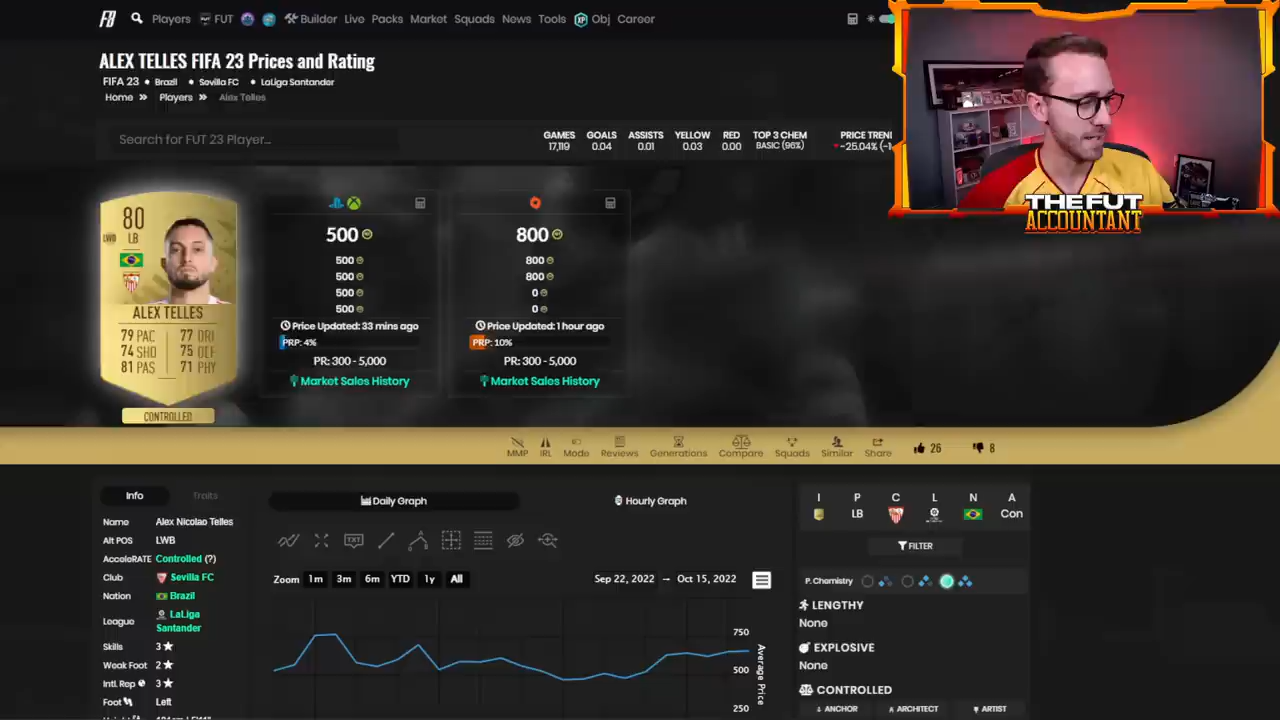 FB Players FUT Builder Live Packs Market Squads News Tools Obj Career
ALEX TELLES FIFA 23 Prices and Rating
FIFA 23 • Brazil • Sevilla FC • LaLiga Santander
Home » Players » Alex Telles
Search for FUT 23 Player...
GAMES GOALS ASSISTS YELLOW RED TOP 3 CHEM PRICE TREN
17,119 0.04 0.01 0.03 0.00 BASIC (96%) -25.04% (-1
THE FUT
ACCOUNTANT
80
LB
LWB
ALEX TELLES
79 PAC 77 DRI
74 SHO 75 DEF
81 PAS 71 PHY
CONTROLLED
500
500
500
500
500
Price Updated: 33 mins ago
PRP: 4%
PR: 300 - 5,000
Market Sales History
800
800
800
0
0
Price Updated: 1 hour ago
PRP: 10%
PR: 300 - 5,000
Market Sales History
MMP IRL Mode Reviews Generations Compare Squads Similar Share 26 8
Info Traits
Name Alex Nicolao Telles
Alt POS LWB
AcceleRATE Controlled (?)
Club Sevilla FC
Nation Brazil
League LaLiga Santander
Skills 3
Weak Foot 2
Intl. Rep 3
Foot Left
Daily Graph Hourly Graph
TXT
Zoom 1m 3m 6m YTD 1y All Sep 22, 2022 → Oct 15, 2022
750
500
250
Average Price
I P C L N A
LB Con
FILTER
P. Chemistry
LENGTHY
None
EXPLOSIVE
None
CONTROLLED
ANCHOR ARCHITECT ARTIST